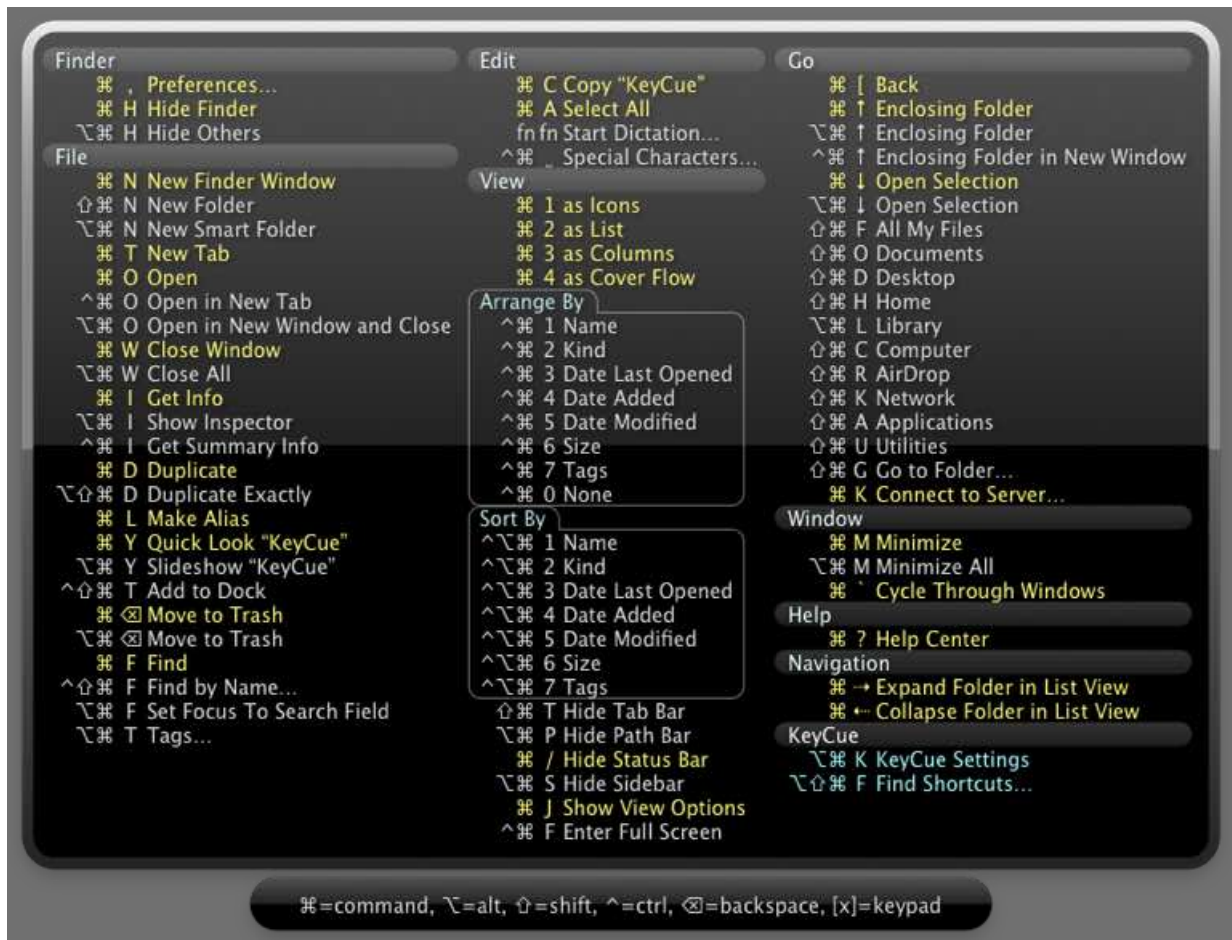 Finder
⌘ , Preferences...
⌘ H Hide Finder
⌥⌘ H Hide Others
File
⌘ N New Finder Window
⇧⌘ N New Folder
⌥⌘ N New Smart Folder
⌘ T New Tab
⌘ O Open
^⌘ O Open in New Tab
⌥⌘ O Open in New Window and Close
⌘ W Close Window
⌥⌘ W Close All
⌘ I Get Info
⌥⌘ I Show Inspector
^⌘ I Get Summary Info
⌘ D Duplicate
⌥⇧⌘ D Duplicate Exactly
⌘ L Make Alias
⌘ Y Quick Look “KeyCue”
⌥⌘ Y Slideshow “KeyCue”
^⇧⌘ T Add to Dock
⌘ ⌫ Move to Trash
⌥⌘ ⌫ Move to Trash
⌘ F Find
^⇧⌘ F Find by Name...
⌥⌘ F Set Focus To Search Field
⌥⌘ T Tags...
Edit
⌘ C Copy “KeyCue”
⌘ A Select All
fn fn Start Dictation...
^⌘ _ Special Characters...
View
⌘ 1 as Icons
⌘ 2 as List
⌘ 3 as Columns
⌘ 4 as Cover Flow
Arrange By
^⌘ 1 Name
^⌘ 2 Kind
^⌘ 3 Date Last Opened
^⌘ 4 Date Added
^⌘ 5 Date Modified
^⌘ 6 Size
^⌘ 7 Tags
^⌘ 0 None
Sort By
^⌥⌘ 1 Name
^⌥⌘ 2 Kind
^⌥⌘ 3 Date Last Opened
^⌥⌘ 4 Date Added
^⌥⌘ 5 Date Modified
^⌥⌘ 6 Size
^⌥⌘ 7 Tags
⇧⌘ T Hide Tab Bar
⌥⌘ P Hide Path Bar
⌘ / Hide Status Bar
⌥⌘ S Hide Sidebar
⌘ J Show View Options
^⌘ F Enter Full Screen
Go
⌘ [ Back
⌘ ↑ Enclosing Folder
⌥⌘ ↑ Enclosing Folder
^⌘ ↑ Enclosing Folder in New Window
⌘ ↓ Open Selection
⌥⌘ ↓ Open Selection
⇧⌘ F All My Files
⇧⌘ O Documents
⇧⌘ D Desktop
⇧⌘ H Home
⌥⌘ L Library
⇧⌘ C Computer
⇧⌘ R AirDrop
⇧⌘ K Network
⇧⌘ A Applications
⇧⌘ U Utilities
⇧⌘ G Go to Folder...
⌘ K Connect to Server...
Window
⌘ M Minimize
⌥⌘ M Minimize All
⌘ ` Cycle Through Windows
Help
⌘ ? Help Center
Navigation
⌘ ⇢ Expand Folder in List View
⌘ ⇠ Collapse Folder in List View
KeyCue
⌥⌘ K KeyCue Settings
⌥⇧⌘ F Find Shortcuts...
⌘=command, ⌥=alt, ⇧=shift, ^=ctrl, ⌫=backspace, [x]=keypad